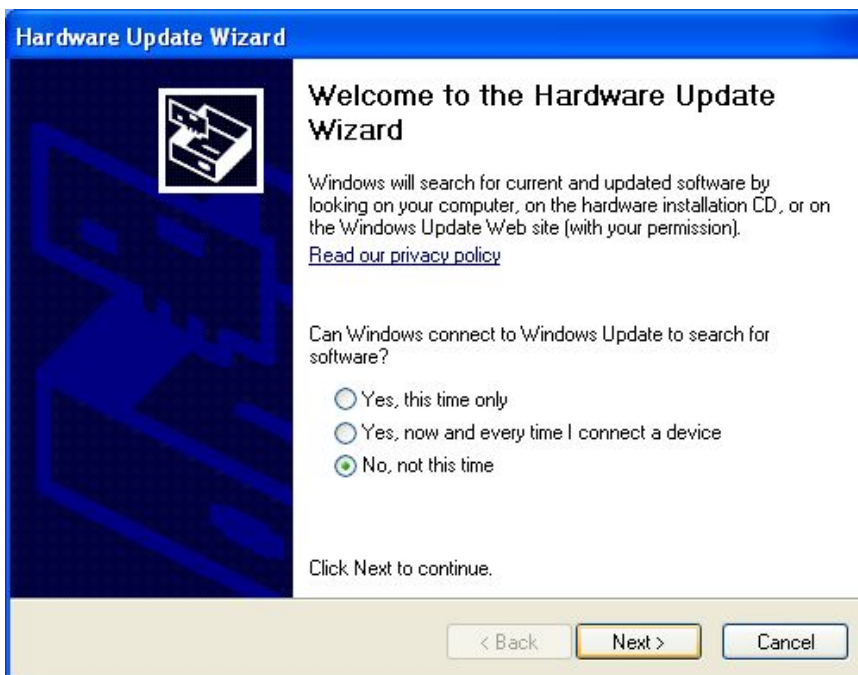 Hardware Update Wizard
Welcome to the Hardware Update
Wizard
Windows will search for current and updated software by
looking on your computer, on the hardware installation CD, or on
the Windows Update Web site (with your permission).
Read our privacy policy
Can Windows connect to Windows Update to search for
software?
Yes, this time only
Yes, now and every time I connect a device
No, not this time
Click Next to continue.
< Back
Next >
Cancel